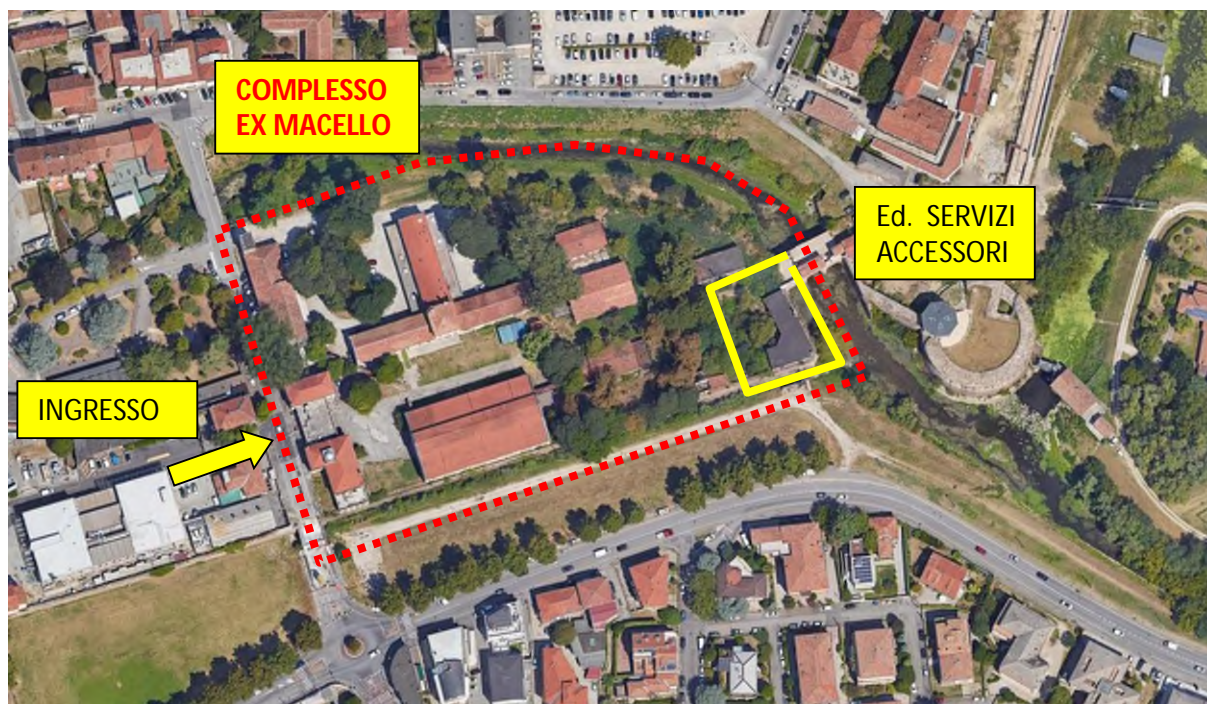 COMPLESSO
EX MACELLO
Ed. SERVIZI
ACCESSORI
INGRESSO